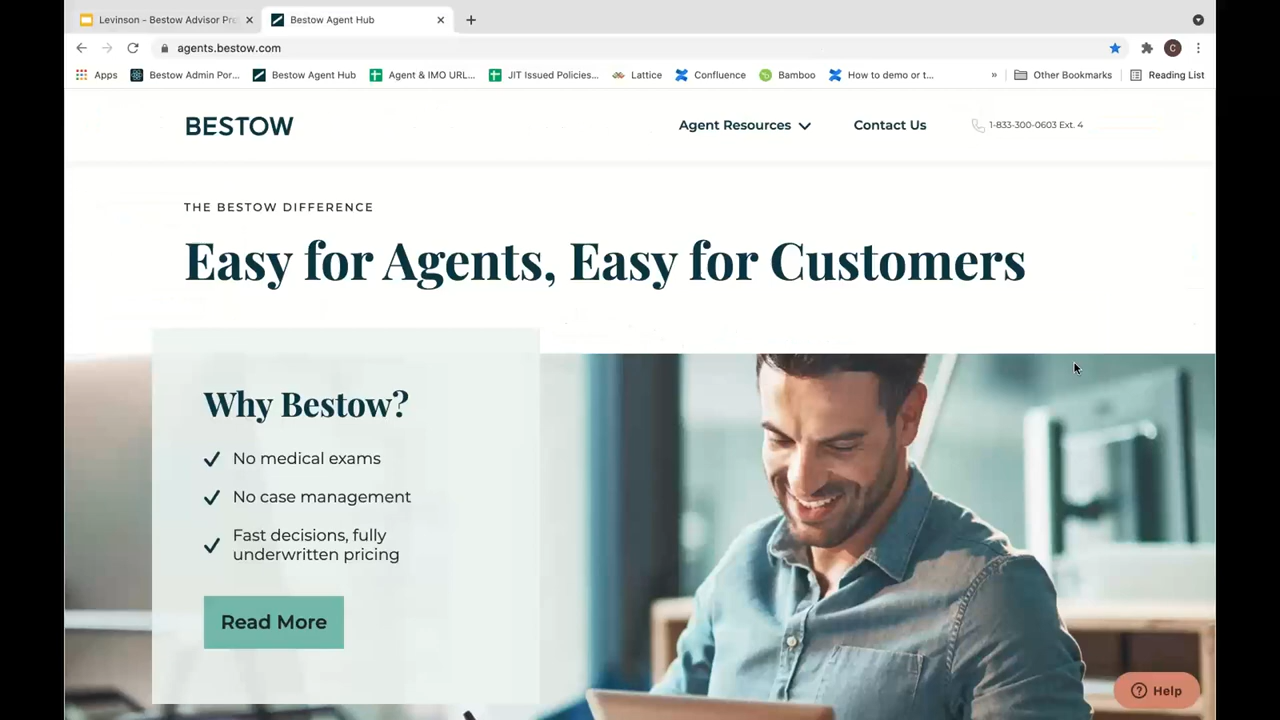 Levinson - Bestow Advisor Pr
Bestow Agent Hub
agents.bestow.com
C
Apps
Bestow Admin Por...
Bestow Agent Hub
Agent & IMO URL...
JIT Issued Policies...
Lattice
Confluence
Bamboo
How to demo or t...
»
Other Bookmarks
Reading List
BESTOW
Agent Resources
Contact Us
1-833-300-0603 Ext. 4
THE BESTOW DIFFERENCE
Easy for Agents, Easy for Customers
Why Bestow?
No medical exams
No case management
Fast decisions, fully
underwritten pricing
Read More
Help